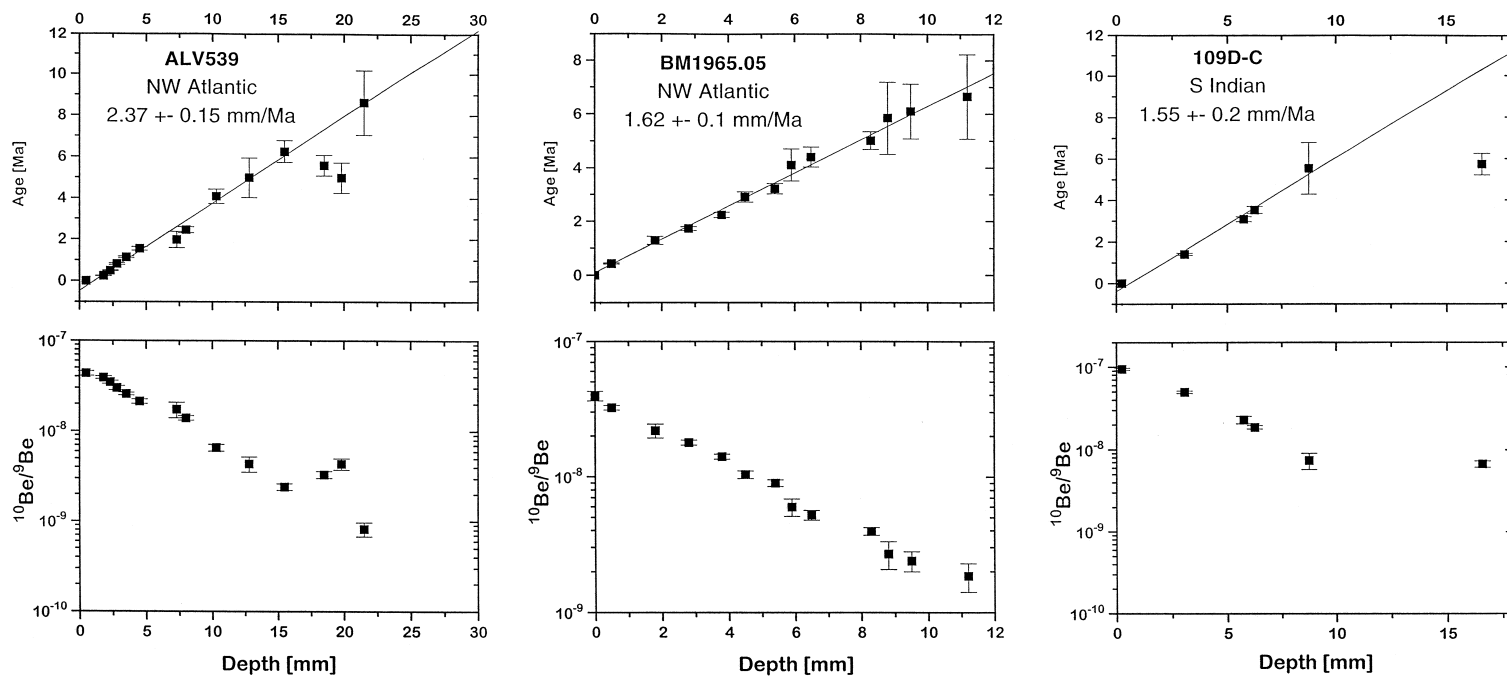 0 5 10 15 20 25 30
12
10
8
6
4
2
0
Age [Ma]
ALV539
NW Atlantic
2.37 +- 0.15 mm/Ma
10-7
10-8
10-9
10-10
10Be/9Be
0 5 10 15 20 25 30
Depth [mm]
0 2 4 6 8 10 12
8
6
4
2
0
Age [Ma]
BM1965.05
NW Atlantic
1.62 +- 0.1 mm/Ma
10-7
10-8
10-9
10Be/9Be
0 2 4 6 8 10 12
Depth [mm]
0 5 10 15
12
10
8
6
4
2
0
Age [Ma]
109D-C
S Indian
1.55 +- 0.2 mm/Ma
10-7
10-8
10-9
10-10
10Be/9Be
0 5 10 15
Depth [mm]